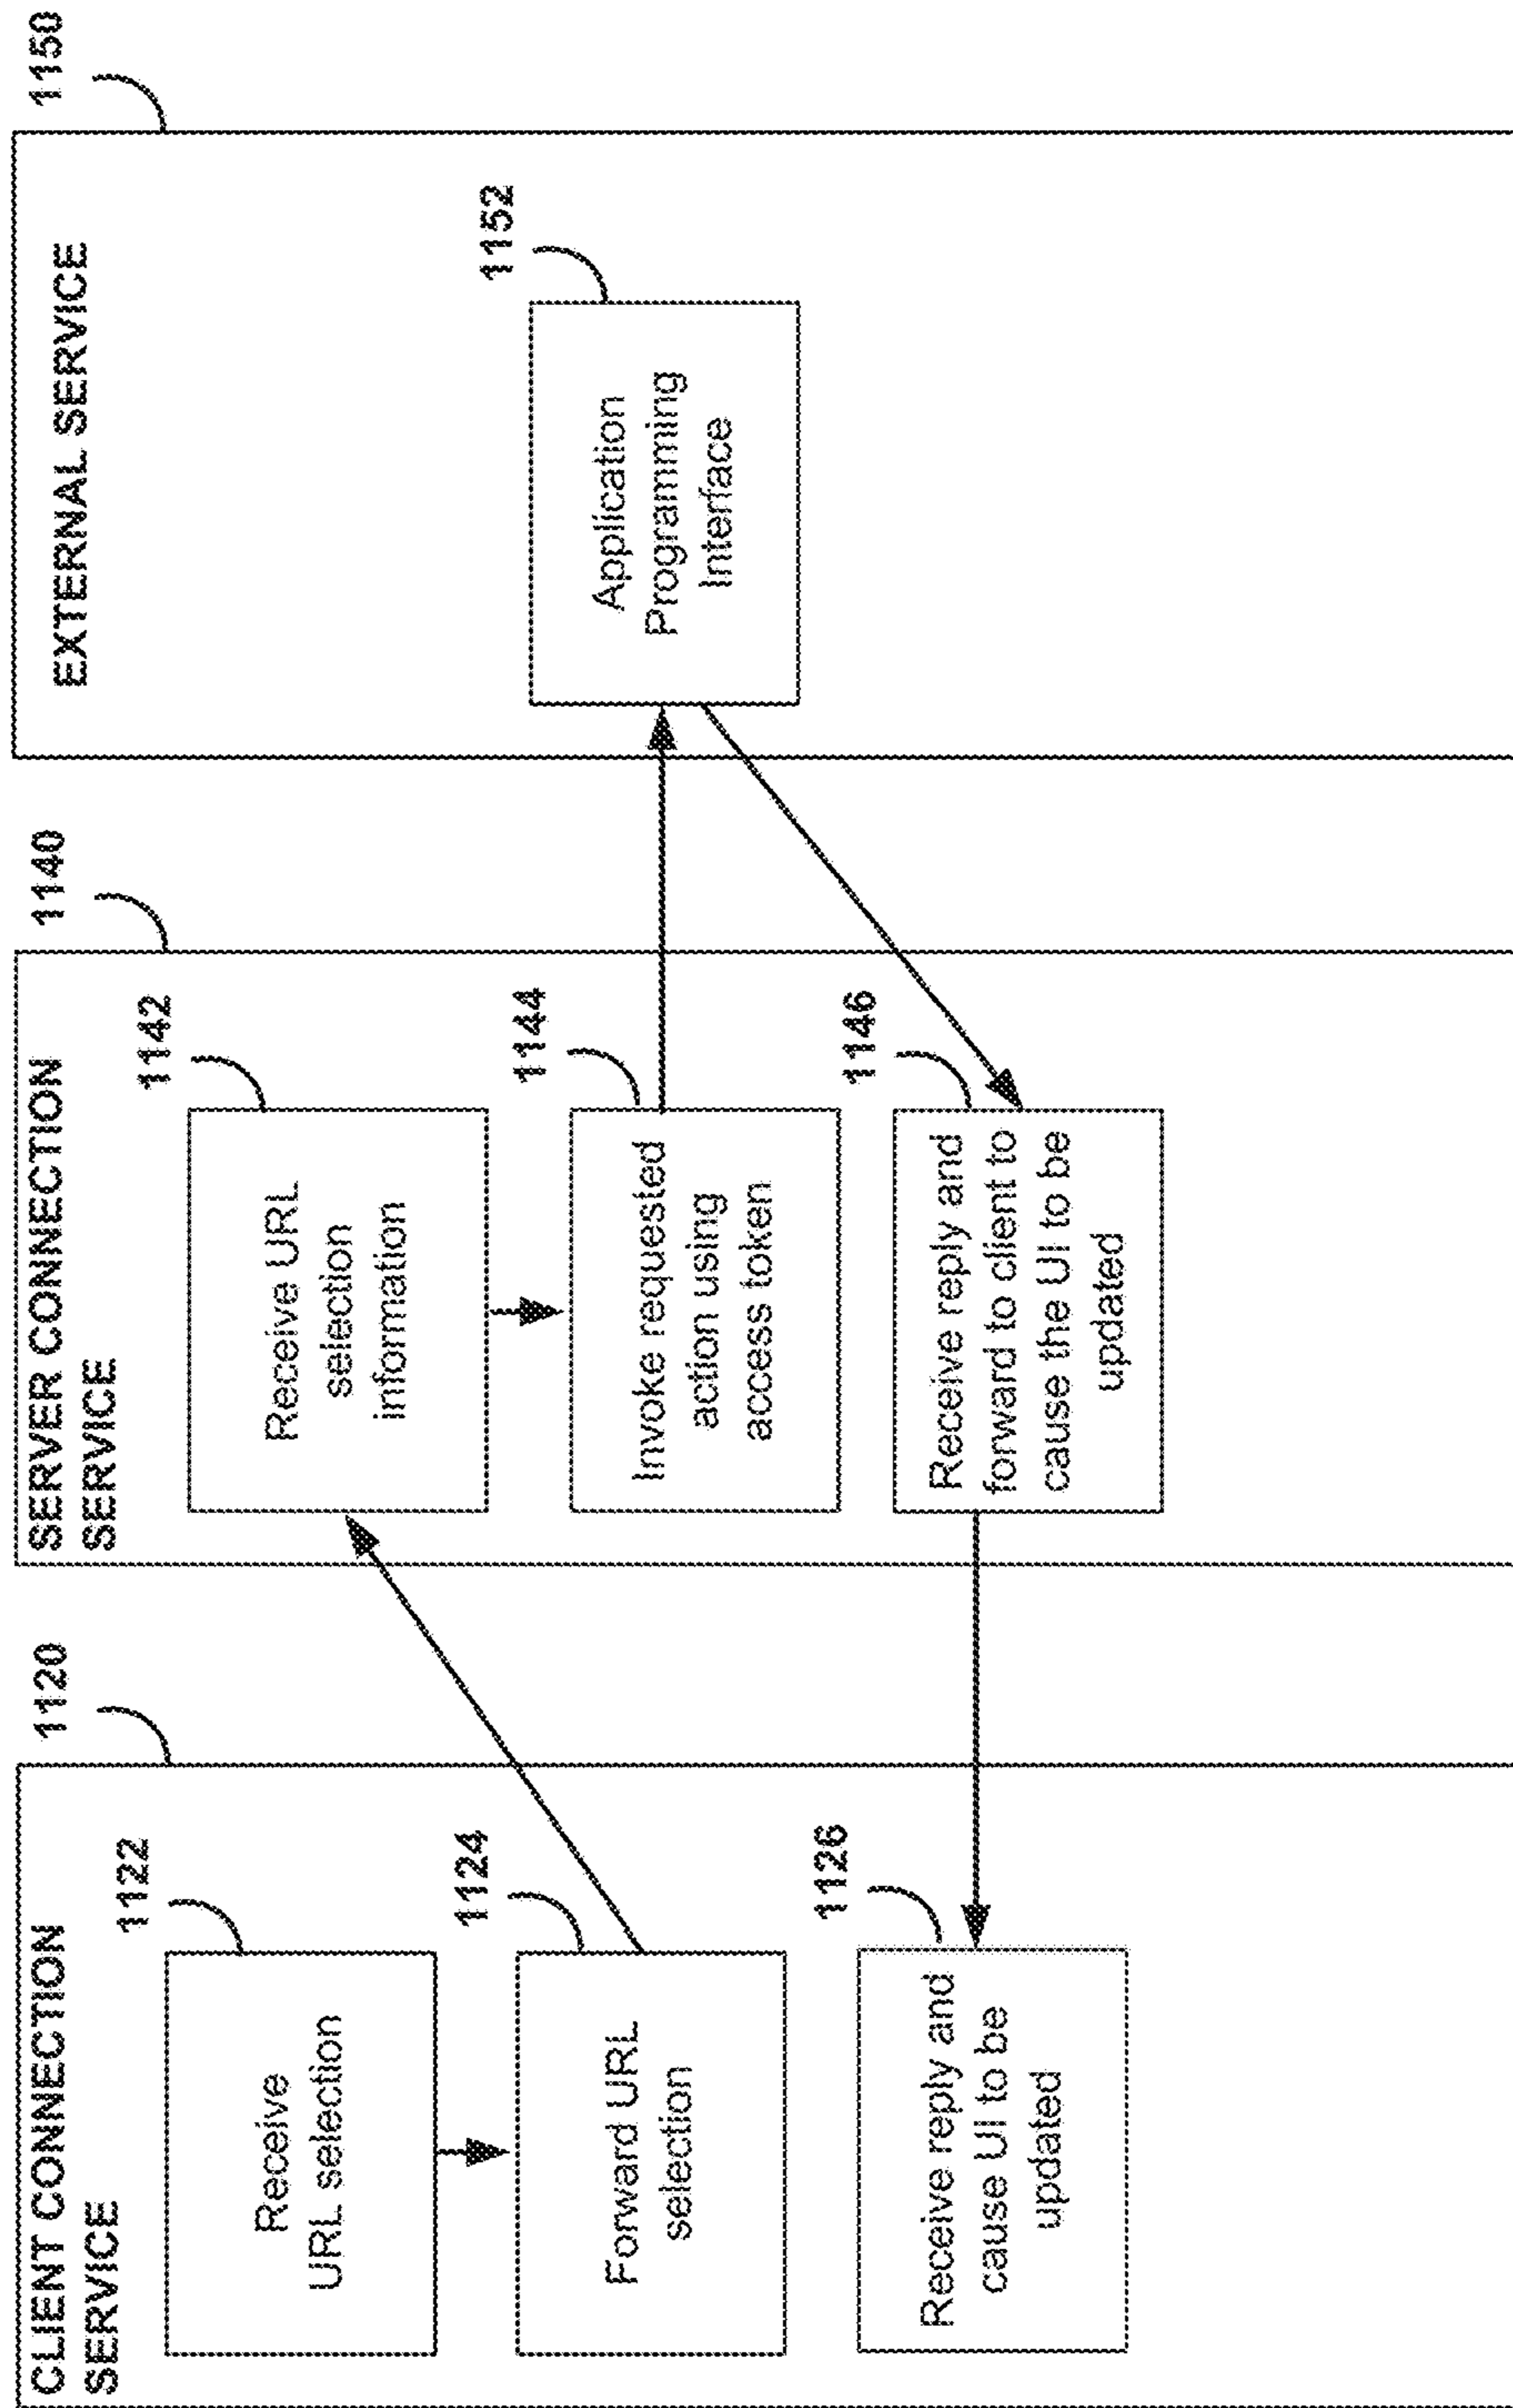 CLIENT CONNECTION
SERVICE
1120
1122
Receive
URL selection
1124
Forward URL
selection
1126
Receive reply and
cause UI to be
updated
SERVER CONNECTION
SERVICE
1140
1142
Receive URL
selection
information
1144
Invoke requested
action using
access token
1146
Receive reply and
forward to client to
cause the UI to be
updated
EXTERNAL SERVICE
1150
1152
Application
Programming
Interface